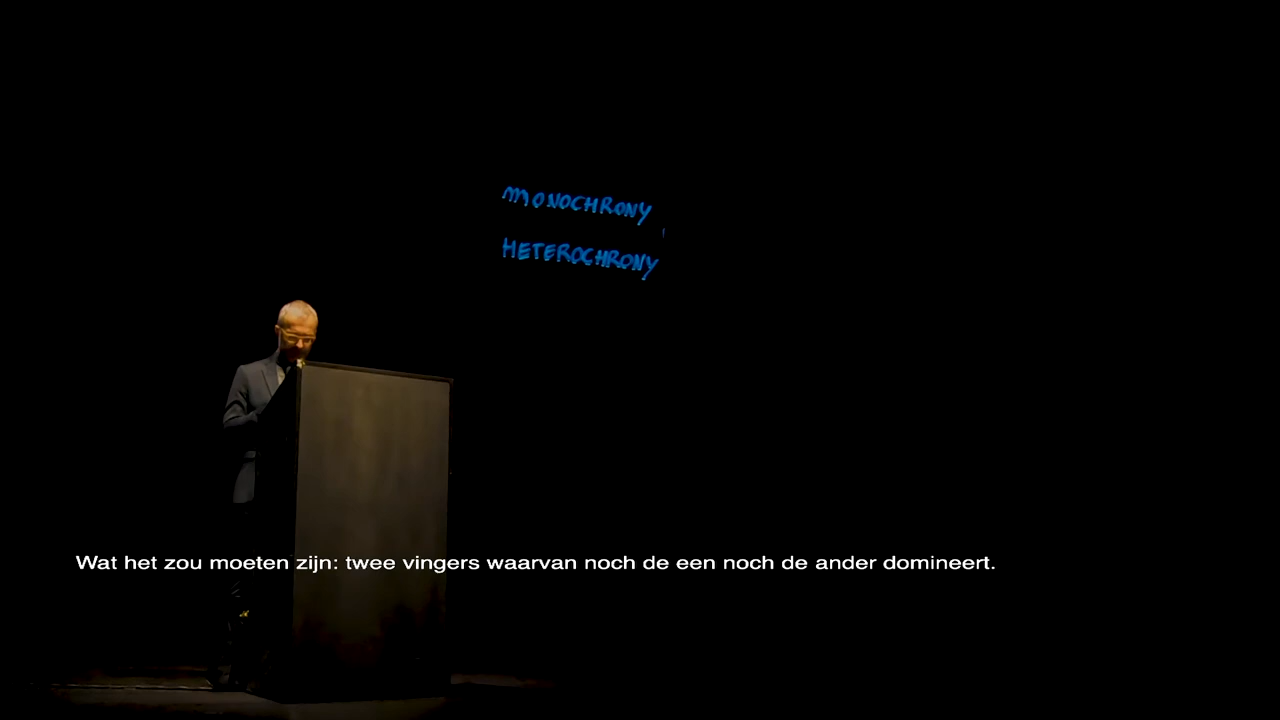 MONOCHRONY
HETEROCHRONY
Wat het zou moeten zijn: twee vingers waarvan noch de een noch de ander domineert.